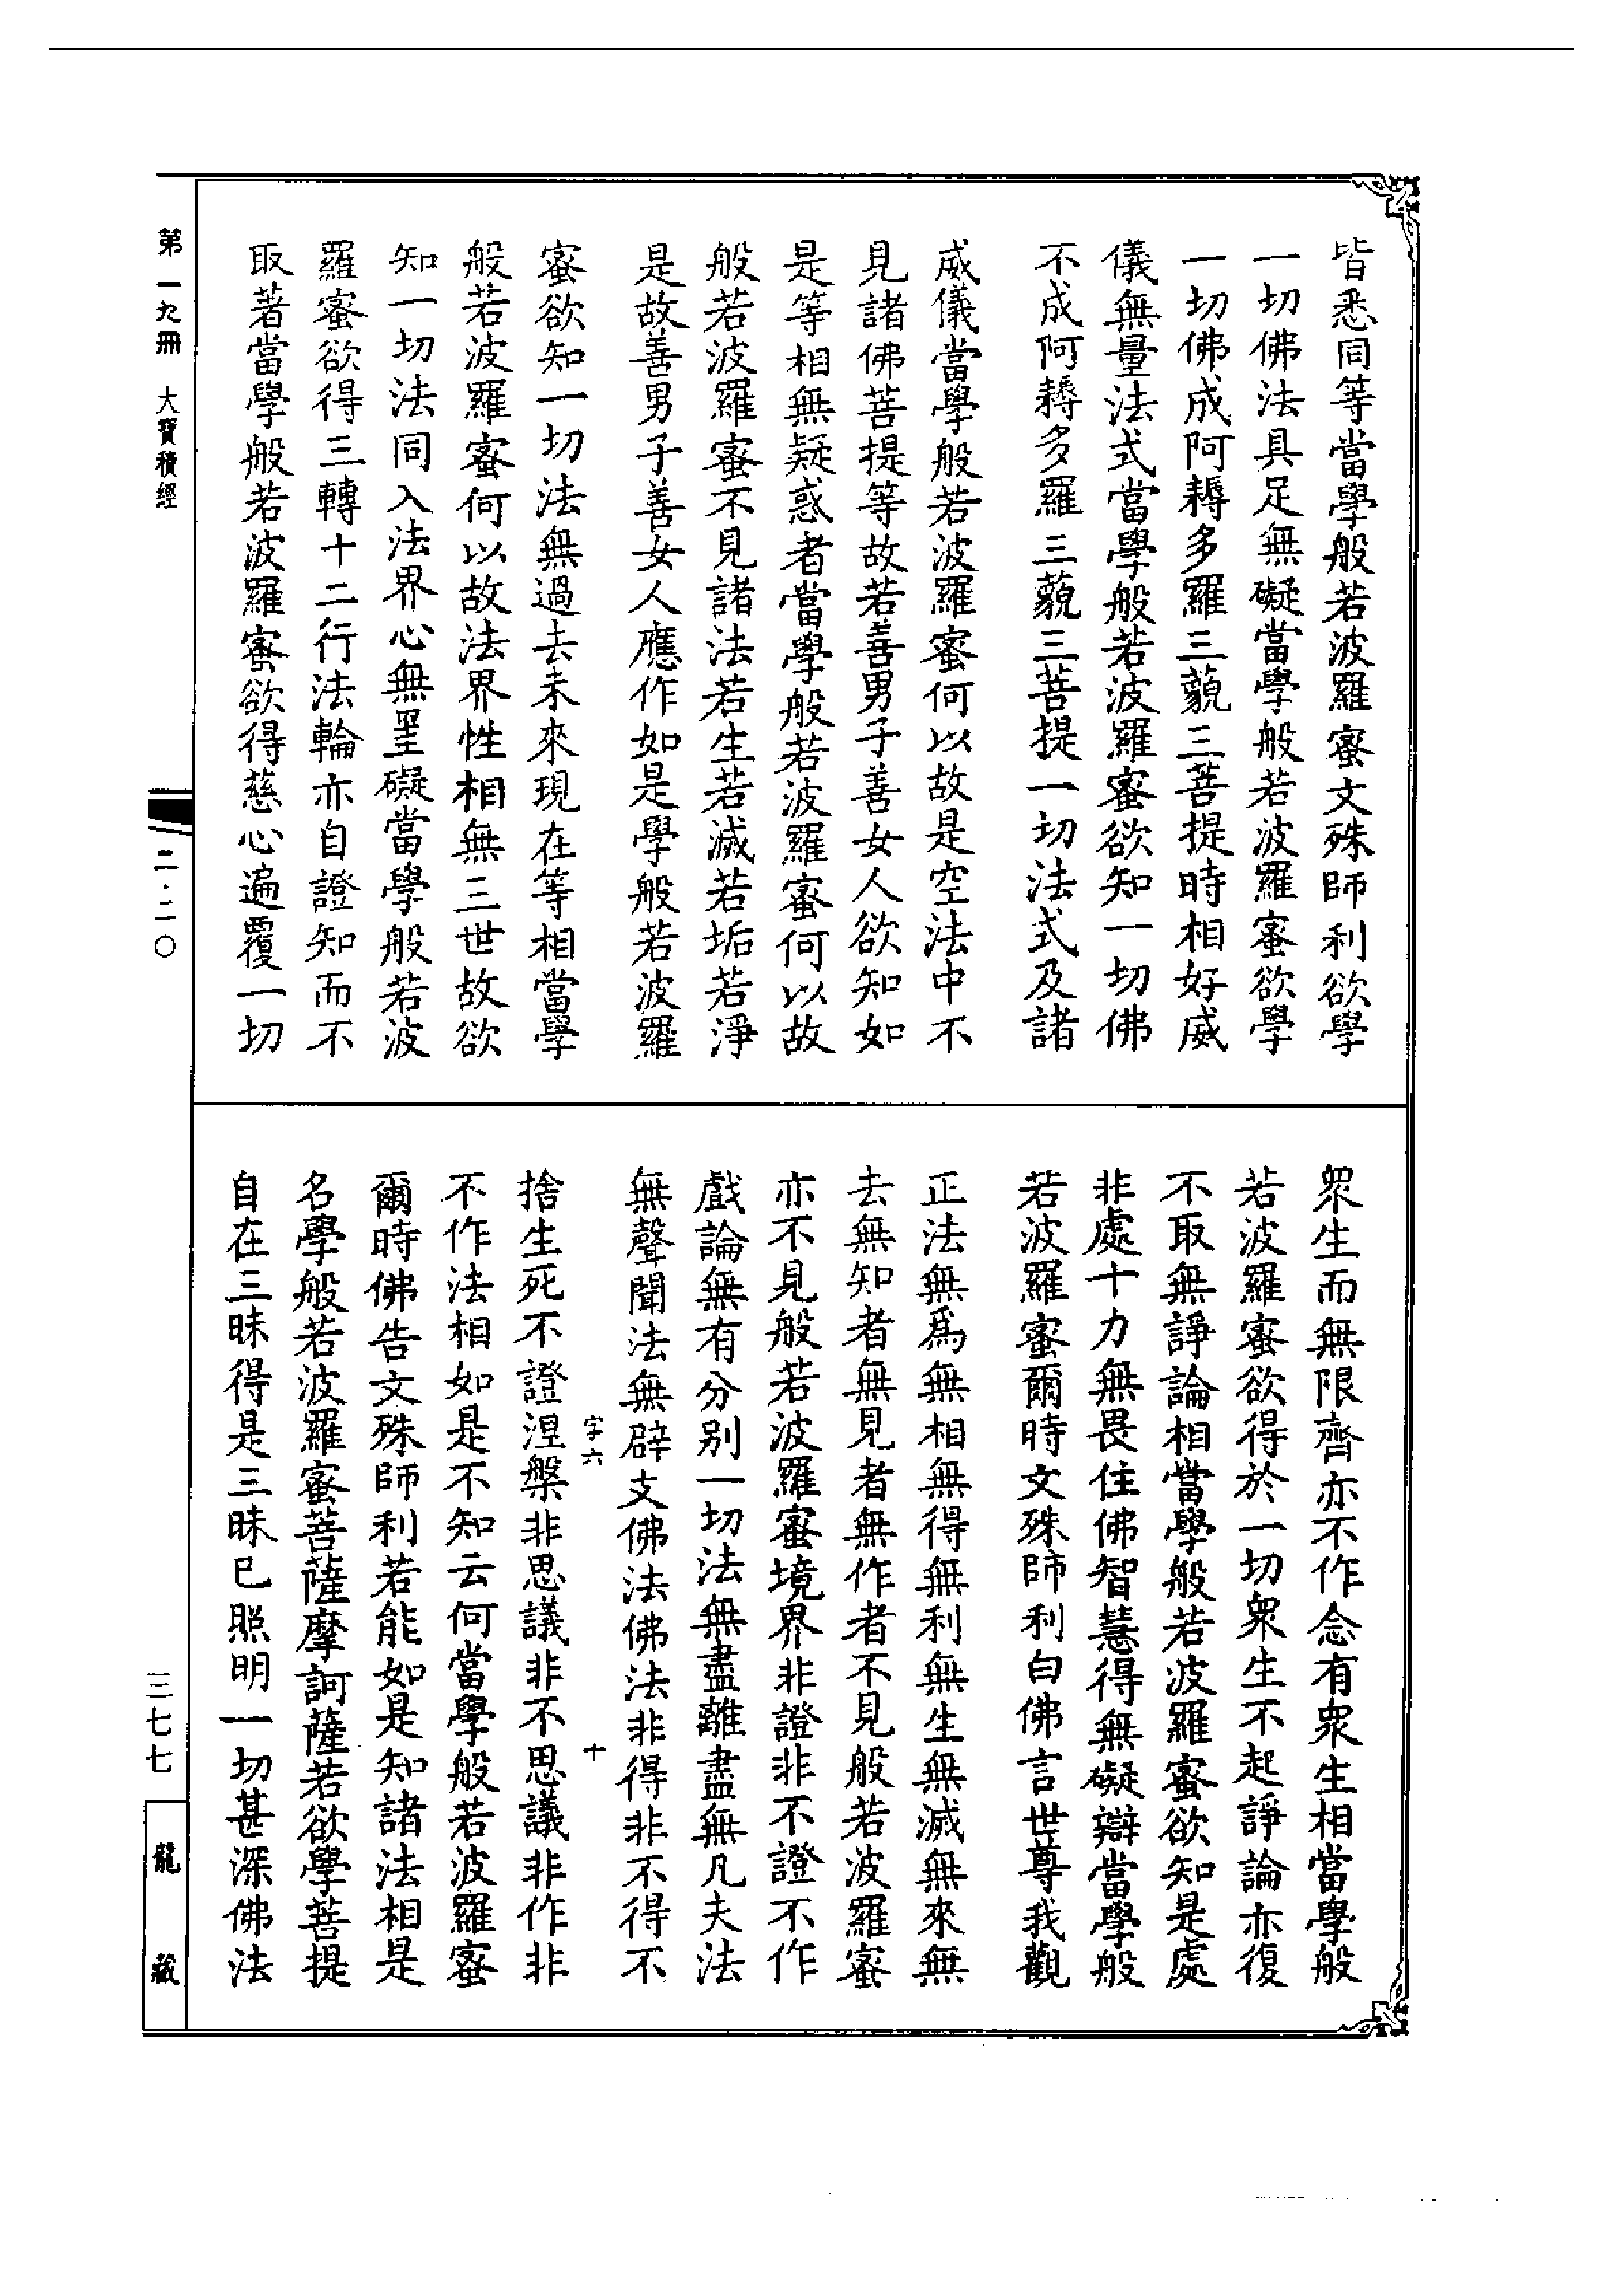 皆悉同等當學般若波羅蜜文殊師利欲學
一切佛法具足無礙當學般若波羅蜜欲學
一切佛成阿耨多羅三藐三菩提時相好威
儀無量法式當學般若波羅蜜欲知一切佛
不成阿耨多羅三藐三菩提一切法式及諸
威儀當學般若波羅蜜何以故是空法中不
見諸佛菩提等故若善男子善女人欲知如
是等相無疑惑者當學般若波羅蜜何以故
般若波羅蜜不見諸法若生若滅若垢若淨
是故善男子善女人應作如是學般若波羅
蜜欲知一切法無過去未來現在等相當學
般若波羅蜜何以故法界性相無三世故欲
知一切法同入法界心無罣礙當學般若波
羅蜜欲得三轉十二行法輪亦自證知而不
取著當學般若波羅蜜欲得慈心遍覆一切
眾生而無限齊亦不作念有眾生相當學般
若波羅蜜欲得於一切眾生不起諍論亦復
不取無諍論相當學般若波羅蜜欲知是處
非處十力無畏住佛智慧得無礙辯當學般
若波羅蜜爾時文殊師利白佛言世尊我觀
正法無爲無相無得無利無生無滅無來無
去無知者無見者無作者不見般若波羅蜜
亦不見般若波羅蜜境界非證非不證不作
戲論無有分別一切法無盡離盡無凡夫法
無聲聞法無辟支佛法佛法非得非不得不
字六 十
捨生死不證涅槃非思議非不思議非作非
不作法相如是不知云何當學般若波羅蜜
爾時佛告文殊師利若能如是知諸法相是
名學般若波羅蜜菩薩摩訶薩若欲學菩提
自在三昧得是三昧已照明一切甚深佛法
第一九冊 大寶積經
二·二〇
三七七
龍藏